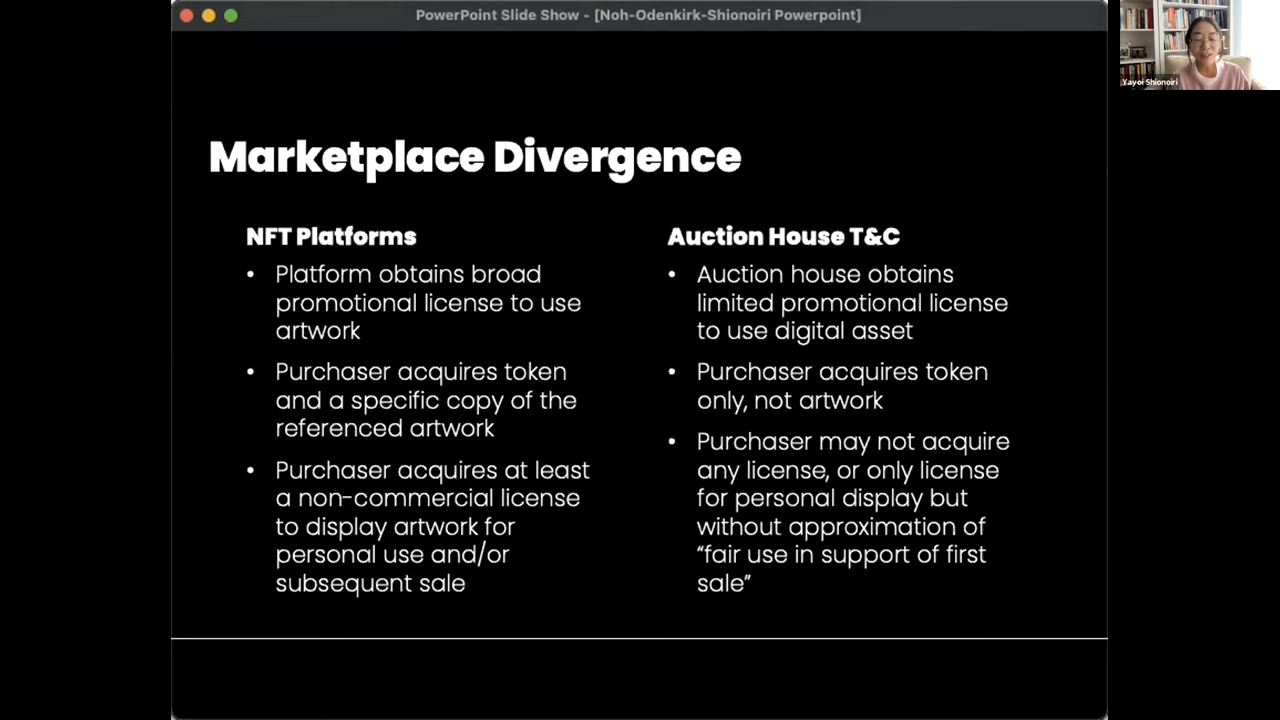 PowerPoint Slide Show - [Noh-Odenkirk-Shionoiri Powerpoint]
Yayoi Shionoiri
Marketplace Divergence
NFT Platforms
• Platform obtains broad
promotional license to use
artwork
• Purchaser acquires token
and a specific copy of the
referenced artwork
• Purchaser acquires at least
a non-commercial license
to display artwork for
personal use and/or
subsequent sale
Auction House T&C
• Auction house obtains
limited promotional license
to use digital asset
• Purchaser acquires token
only, not artwork
• Purchaser may not acquire
any license, or only license
for personal display but
without approximation of
“fair use in support of first
sale”